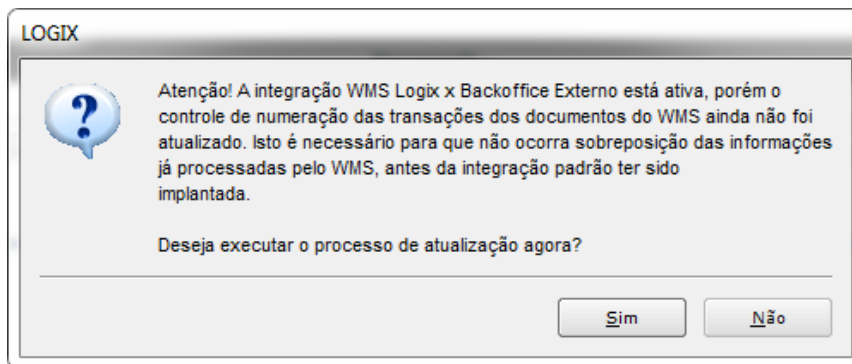 LOGIX
Atenção! A integração WMS Logix x Backoffice Externo está ativa, porém o
controle de numeração das transações dos documentos do WMS ainda não foi
atualizado. Isto é necessário para que não ocorra sobreposição das informações
já processadas pelo WMS, antes da integração padrão ter sido
implantada.
Deseja executar o processo de atualização agora?
Sim
Não